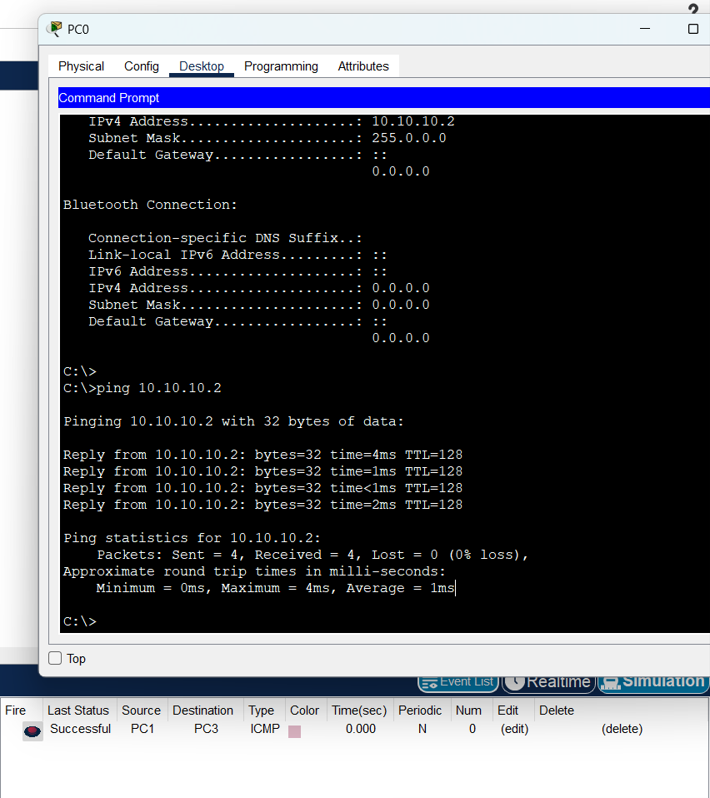 ?
PC0
Physical Config Desktop Programming Attributes
Command Prompt
IPv4 Address....................: 10.10.10.2
Subnet Mask.....................: 255.0.0.0
Default Gateway.................: ::
0.0.0.0
Bluetooth Connection:
Connection-specific DNS Suffix..:
Link-local IPv6 Address.........: ::
IPv6 Address....................: ::
IPv4 Address....................: 0.0.0.0
Subnet Mask.....................: 0.0.0.0
Default Gateway.................: ::
0.0.0.0
C:\>
C:\>ping 10.10.10.2
Pinging 10.10.10.2 with 32 bytes of data:
Reply from 10.10.10.2: bytes=32 time=4ms TTL=128
Reply from 10.10.10.2: bytes=32 time=1ms TTL=128
Reply from 10.10.10.2: bytes=32 time<1ms TTL=128
Reply from 10.10.10.2: bytes=32 time=2ms TTL=128
Ping statistics for 10.10.10.2:
Packets: Sent = 4, Received = 4, Lost = 0 (0% loss),
Approximate round trip times in milli-seconds:
Minimum = 0ms, Maximum = 4ms, Average = 1ms
C:\>
Top
Event List Realtime Simulation
Fire Last Status Source Destination Type Color Time(sec) Periodic Num Edit Delete
Successful PC1 PC3 ICMP 0.000 N 0 (edit) (delete)